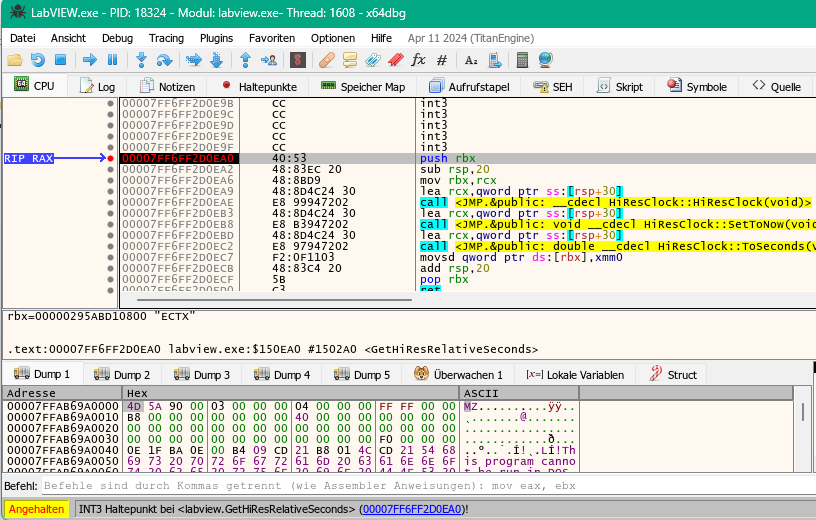 LabVIEW.exe - PID: 18324 - Modul: labview.exe- Thread: 1608 - x64dbg
Datei Ansicht Debug Tracing Plugins Favoriten Optionen Hilfe Apr 11 2024 (TitanEngine)
CPU Log Notizen Haltepunkte Speicher Map Aufrufstapel SEH Script Symbole Quelle
00007FF6FF2D0E9B CC int3
00007FF6FF2D0E9C CC int3
00007FF6FF2D0E9D CC int3
00007FF6FF2D0E9E CC int3
00007FF6FF2D0E9F CC int3
RIP RAX 00007FF6FF2D0EA0 40:53 push rbx
00007FF6FF2D0EA2 48:83EC 20 sub rsp,20
00007FF6FF2D0EA6 48:8BD9 mov rbx,rcx
00007FF6FF2D0EA9 48:8D4C24 30 lea rcx,qword ptr ss:[rsp+30]
00007FF6FF2D0EAE E8 99947202 call <JMP.&public: __cdecl HiResClock::HiResClock(void)>
00007FF6FF2D0EB3 48:8D4C24 30 lea rcx,qword ptr ss:[rsp+30]
00007FF6FF2D0EB8 E8 B3947202 call <JMP.&public: void __cdecl HiResClock::SetToNow(void
00007FF6FF2D0EBD 48:8D4C24 30 lea rcx,qword ptr ss:[rsp+30]
00007FF6FF2D0EC2 E8 97947202 call <JMP.&public: double __cdecl HiResClock::ToSeconds(v
00007FF6FF2D0EC7 F2:0F1103 movsd qword ptr ds:[rbx],xmm0
00007FF6FF2D0ECB 48:83C4 20 add rsp,20
00007FF6FF2D0ECF 5B pop rbx
00007FF6FF2D0ED0 C3 ret
rbx=00000295ABD10800 "ECTX"
.text:00007FF6FF2D0EA0 labview.exe:$150EA0 #1502A0 <GetHiResRelativeSeconds>
Dump 1 Dump 2 Dump 3 Dump 4 Dump 5 Überwachen 1 Lokale Variablen Struct
Adresse Hex ASCII
00007FFAB69A0000 4D 5A 90 00 03 00 00 00 04 00 00 00 FF FF 00 00 MZ..........ÿÿ..
00007FFAB69A0010 B8 00 00 00 00 00 00 00 40 00 00 00 00 00 00 00 ¸.......@.......
00007FFAB69A0020 00 00 00 00 00 00 00 00 00 00 00 00 00 00 00 00 ................
00007FFAB69A0030 00 00 00 00 00 00 00 00 00 00 00 00 F0 00 00 00 ............ð...
00007FFAB69A0040 0E 1F BA 0E 00 B4 09 CD 21 B8 01 4C CD 21 54 68 ..º..´.Í!¸.LÍ!Th
00007FFAB69A0050 69 73 20 70 72 6F 67 72 61 6D 20 63 61 6E 6E 6F is program canno
Befehl: Befehle sind durch Kommas getrennt (wie Assembler Anweisungen): mov eax, ebx
Angehalten INT3 Haltepunkt bei <labview.GetHiResRelativeSeconds> (00007FF6FF2D0EA0)!